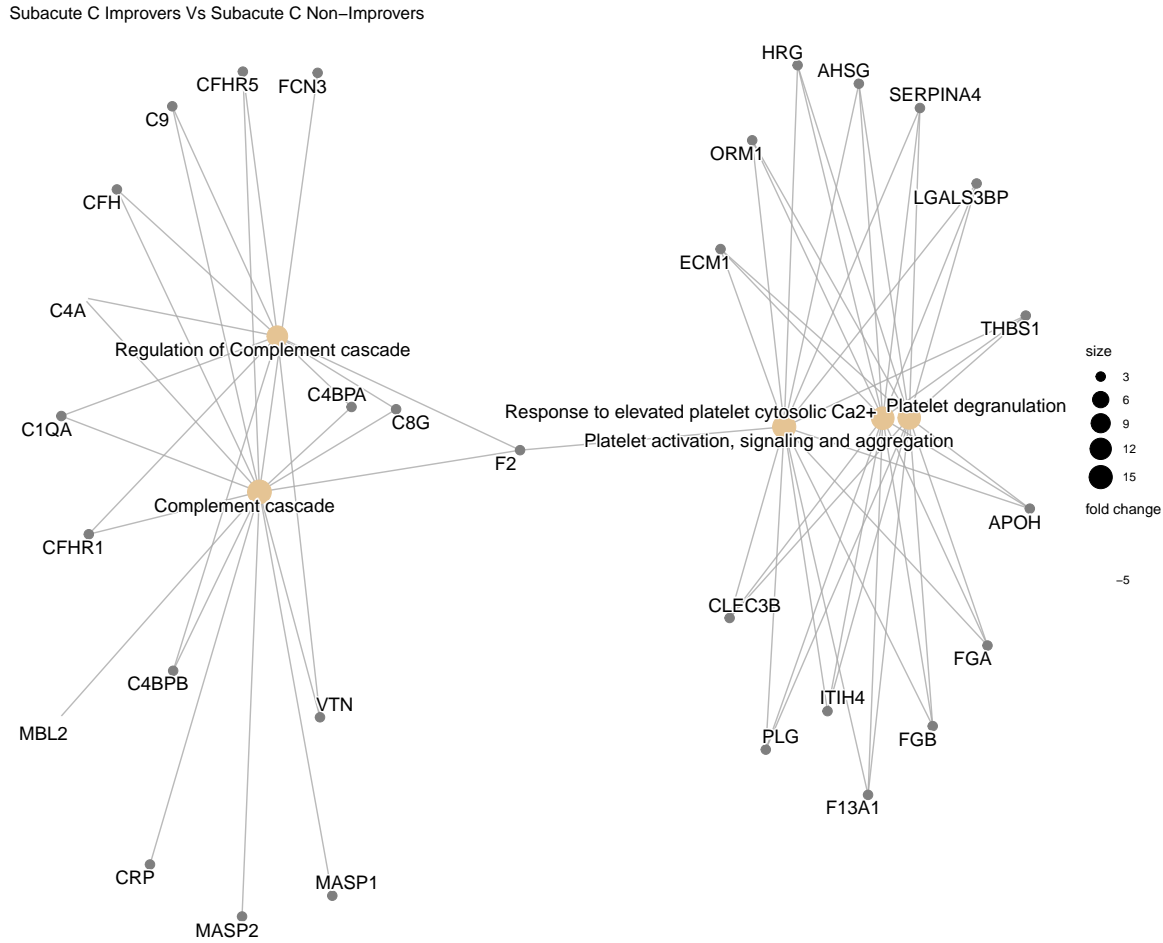 Subacute C Improvers Vs Subacute C Non−Improvers
HRG
AHSG
CFHR5
FCN3
SERPINA4
C9
ORM1
LGALS3BP
CFH
ECM1
C4A
THBS1
Regulation of Complement cascade
size
3
C4BPA
6
Response to elevated platelet cytosolic Ca2+
Platelet degranulation
C8G
9
C1QA
Platelet activation, signaling and aggregation
12
F2
15
Complement cascade
fold change
APOH
CFHR1
−5
CLEC3B
FGA
C4BPB
ITIH4
VTN
MBL2
PLG
FGB
F13A1
CRP
MASP1
MASP2